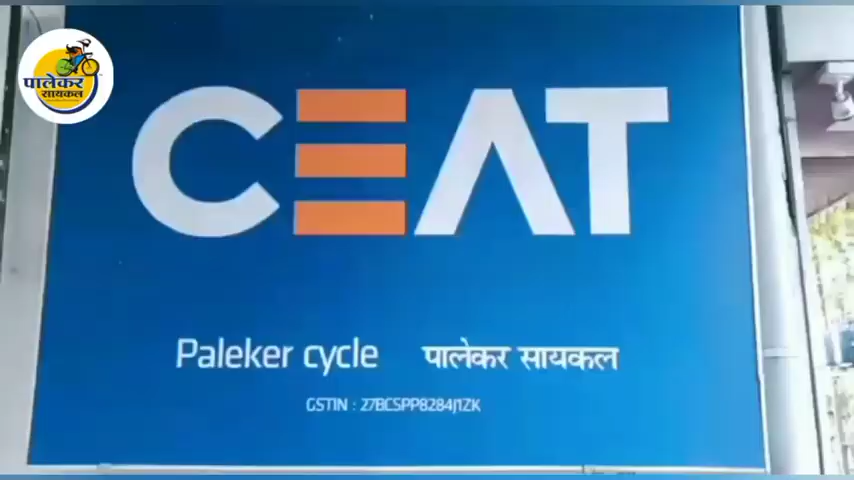 पालेकर
सायकल
CEAT
Paleker cycle पालेकर सायकल
GSTIN : 27BCSPP8284J1ZK